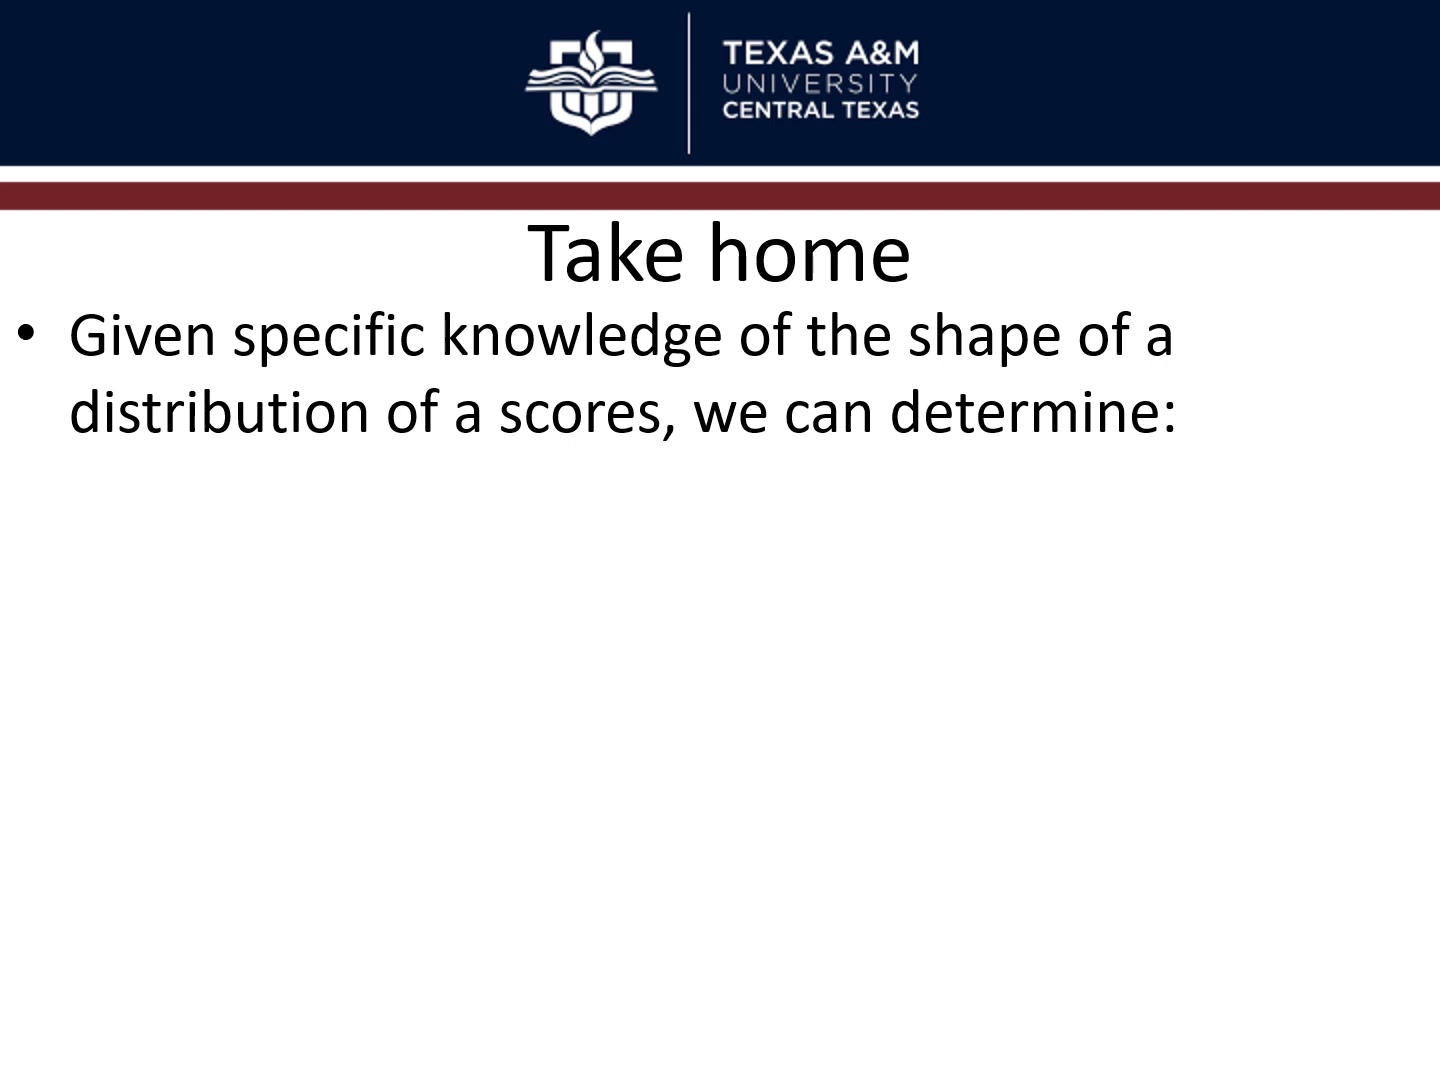 TEXAS A&M
UNIVERSITY
CENTRAL TEXAS
Take home
• Given specific knowledge of the shape of a
distribution of a scores, we can determine: